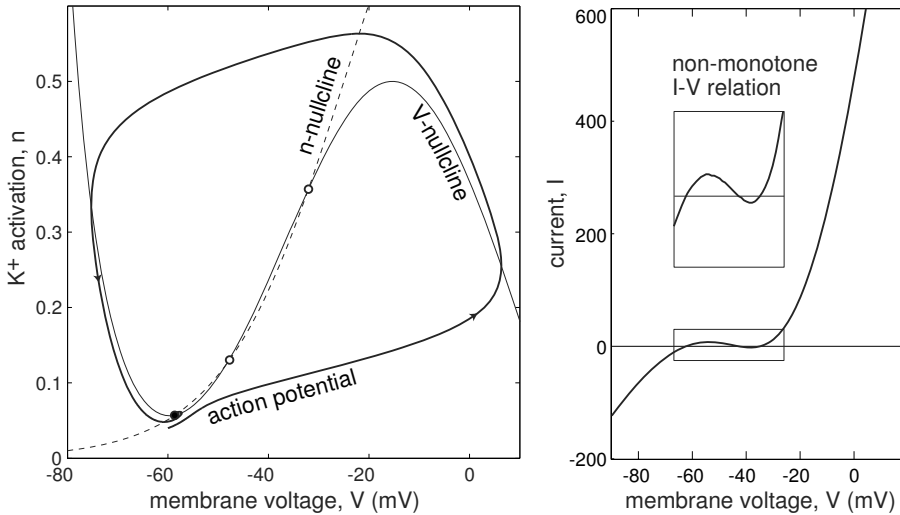 K+ activation, n
0.5
0.4
0.3
0.2
0.1
0
-80
-60
-40
-20
0
membrane voltage, V (mV)
n-nullcline
V-nullcline
action potential
current, I
600
400
200
0
-200
-80
-60
-40
-20
0
membrane voltage, V (mV)
non-monotone
I-V relation